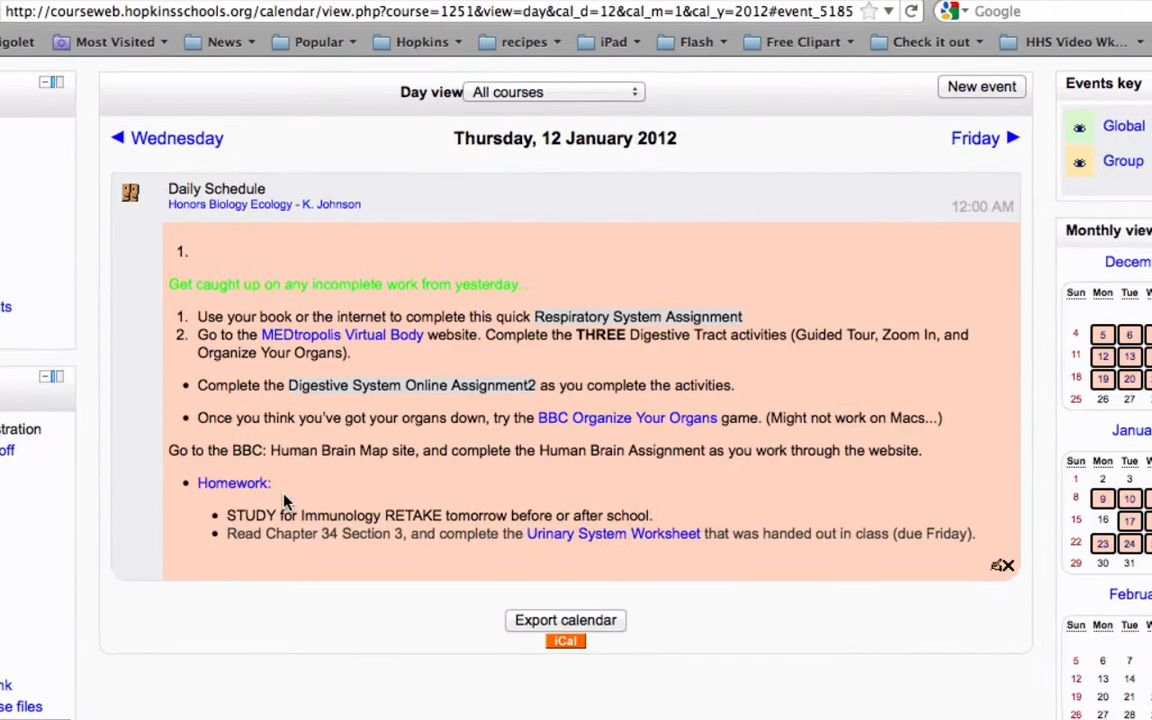 http://courseweb.hopkinsschools.org/calendar/view.php?course=1251&view=day&cal_d=12&cal_m=1&cal_y=2012#event_5185
Google
Most Visited
News
Popular
Hopkins
recipes
iPad
Flash
Free Clipart
Check it out
HHS Video Wk...
Day view
All courses
New event
Wednesday
Thursday, 12 January 2012
Friday
Daily Schedule
Honors Biology Ecology - K. Johnson
12:00 AM
1.
Get caught up on any incomplete work from yesterday...
1. Use your book or the internet to complete this quick Respiratory System Assignment
2. Go to the MEDtropolis Virtual Body website. Complete the THREE Digestive Tract activities (Guided Tour, Zoom In, and
Organize Your Organs).
• Complete the Digestive System Online Assignment2 as you complete the activities.
• Once you think you've got your organs down, try the BBC Organize Your Organs game. (Might not work on Macs...)
Go to the BBC: Human Brain Map site, and complete the Human Brain Assignment as you work through the website.
• Homework:
• STUDY for Immunology RETAKE tomorrow before or after school.
• Read Chapter 34 Section 3, and complete the Urinary System Worksheet that was handed out in class (due Friday).
Export calendar
iCal
Events key
Global
Group
Monthly view
Decem
Sun Mon Tue W
4 5 6
11 12 13
18 19 20
25 26 27 28
Janua
Sun Mon Tue W
1 2 3
8 9 10
15 16 17
22 23 24
29 30 31
Februa
Sun Mon Tue W
5 6 7
12 13 14
19 20 21
26 27 28
ts
stration
off
nk
se files